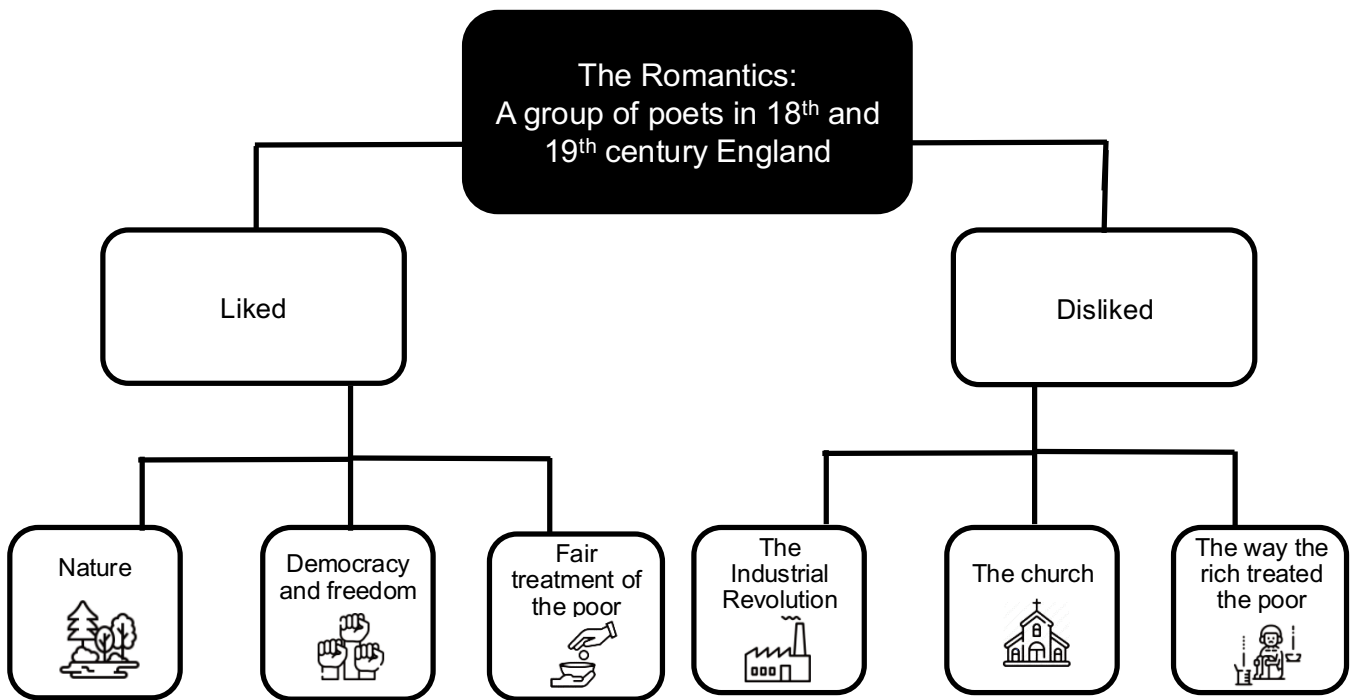 The Romantics:
A group of poets in 18th and
19th century England
Liked
Disliked
Nature
Democracy
and freedom
Fair
treatment of
the poor
The
Industrial
Revolution
The church
The way the
rich treated
the poor